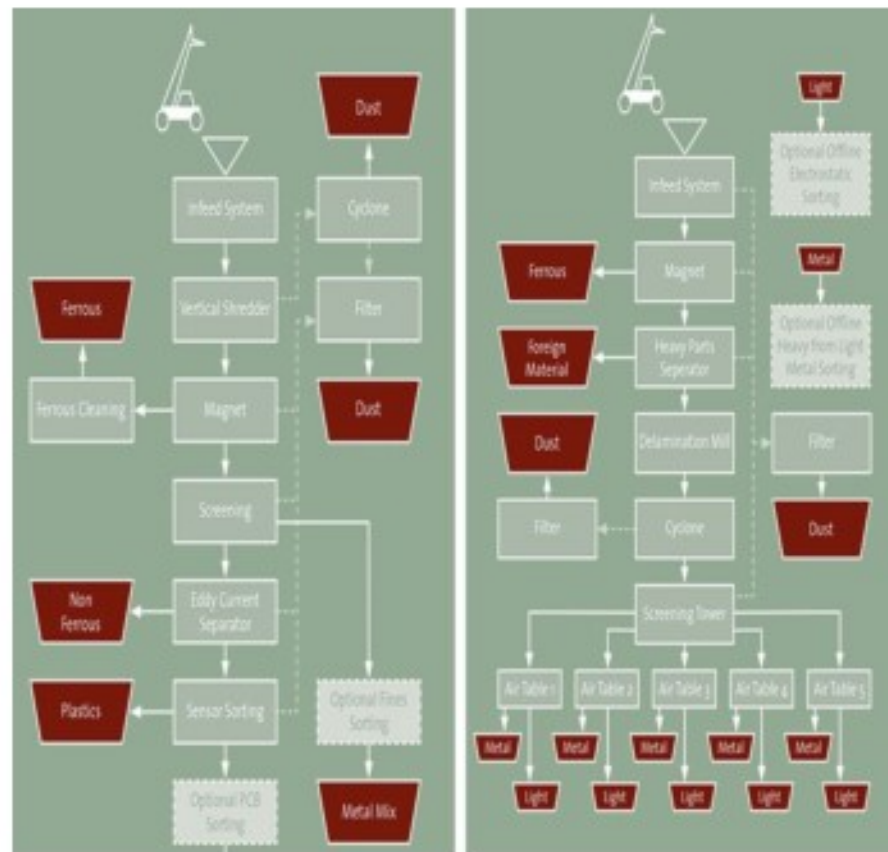 Dust
Infeed System
Cyclone
Ferrous
Vertical Shredder
Filter
Ferrous Cleaning
Magnet
Dust
Screening
Non
Ferrous
Eddy Current
Separator
Plastics
Sensor Sorting
Optional Fines
Sorting
Optional PCB
Sorting
Metal Mix
Light
Optional Offline
Electrostatic
Sorting
Infeed System
Ferrous
Magnet
Metal
Foreign
Material
Heavy Parts
Seperator
Optional Offline
Heavy from Light
Metal Sorting
Dust
Delamination Mill
Filter
Filter
Cyclone
Dust
Screening Tower
Air Table 1
Air Table 2
Air Table 3
Air Table 4
Air Table 5
Metal
Metal
Metal
Metal
Metal
Light
Light
Light
Light
Light